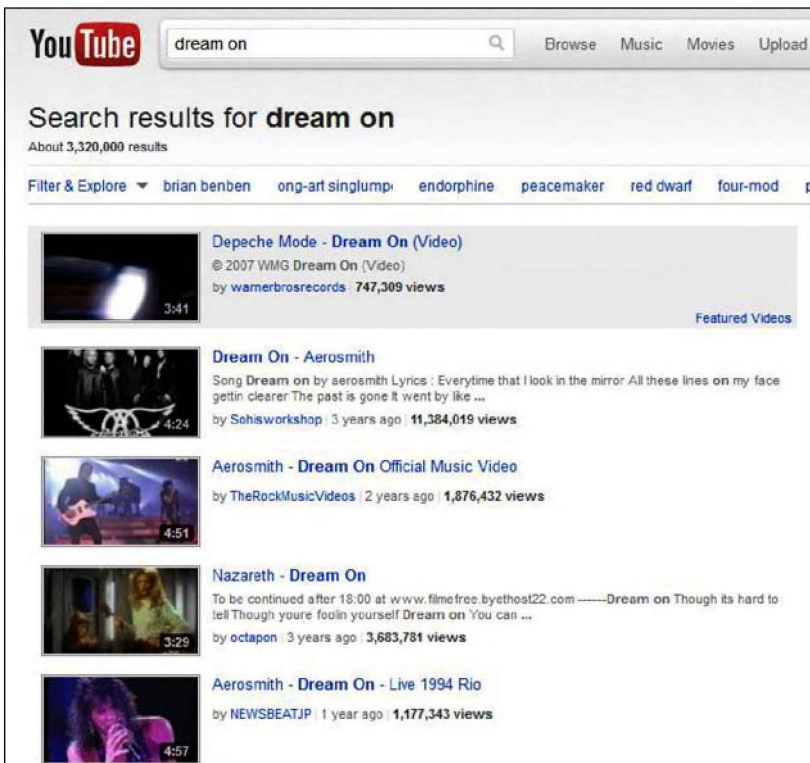 YouTube dream on Browse Music Movies Upload
Search results for dream on
About 3,320,000 results
Filter & Explore brian benben ong-art singlump endorphine peacemaker red dwarf four-mod
Depeche Mode - Dream On (Video)
© 2007 WMG Dream On (Video)
by warnerbrosrecords 747,309 views
3:41
Featured Videos
Dream On - Aerosmith
Song Dream on by aerosmith Lyrics : Everytime that I look in the mirror All these lines on my face
gettin clearer The past is gone It went by like ...
by Sohisworkshop 3 years ago 11,384,019 views
4:24
Aerosmith - Dream On Official Music Video
by TheRockMusicVideos 2 years ago 1,876,432 views
4:51
Nazareth - Dream On
To be continued after 18:00 at www.filmefree.byethost22.com ------Dream on Though its hard to
tell Though youre foolin yourself Dream on You can ...
by octapon 3 years ago 3,683,781 views
3:29
Aerosmith - Dream On - Live 1994 Rio
by NEWSBEATJP 1 year ago 1,177,343 views
4:57